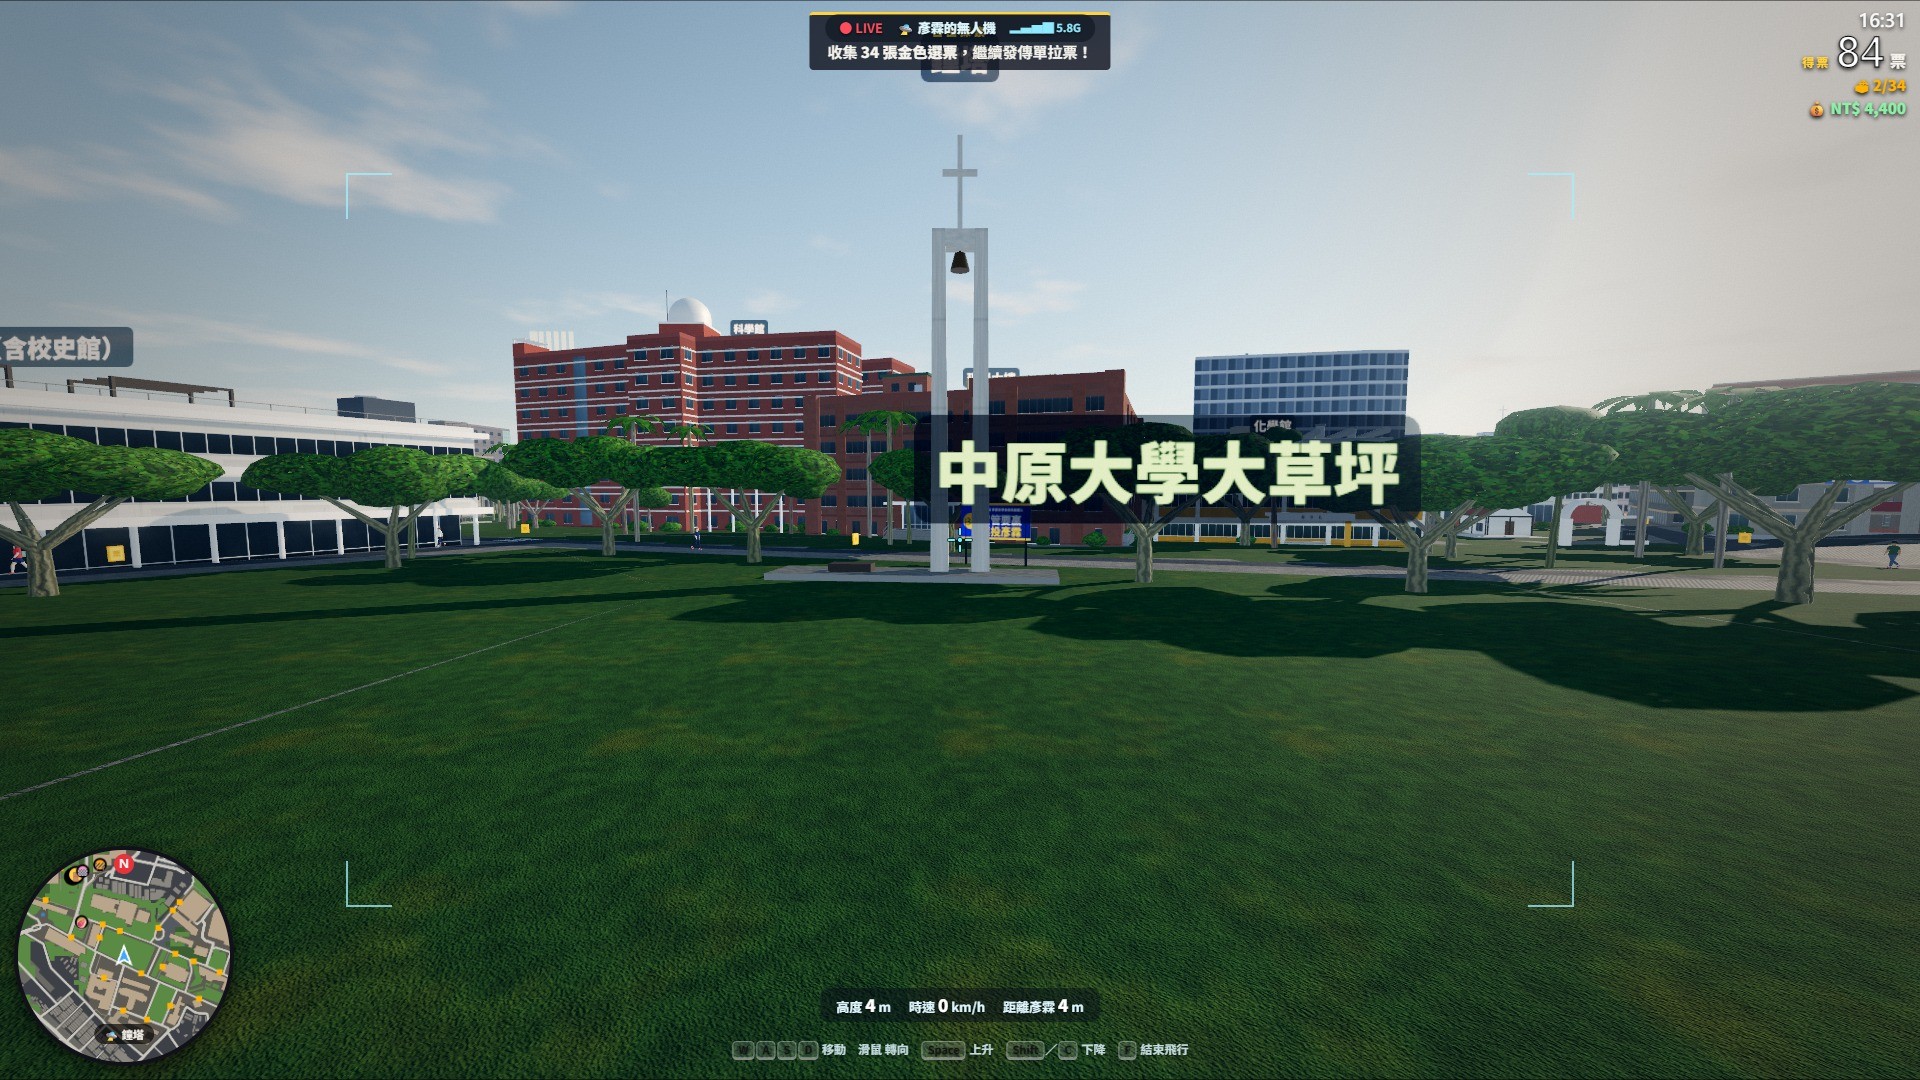 LIVE 彥霖的無人機 5.8G
收集 34 張金色選票，繼續發傳單拉票！
16:31
得票 84 票
2/34
NT$ 4,400
科學館
（含校史館）
化學館
中原大學大草坪
N
鐘塔
高度 4 m 時速 0 km/h 距離彥霖 4 m
W A S D 移動 滑鼠 轉向 Space 上升 Shift / C 下降 F 結束飛行